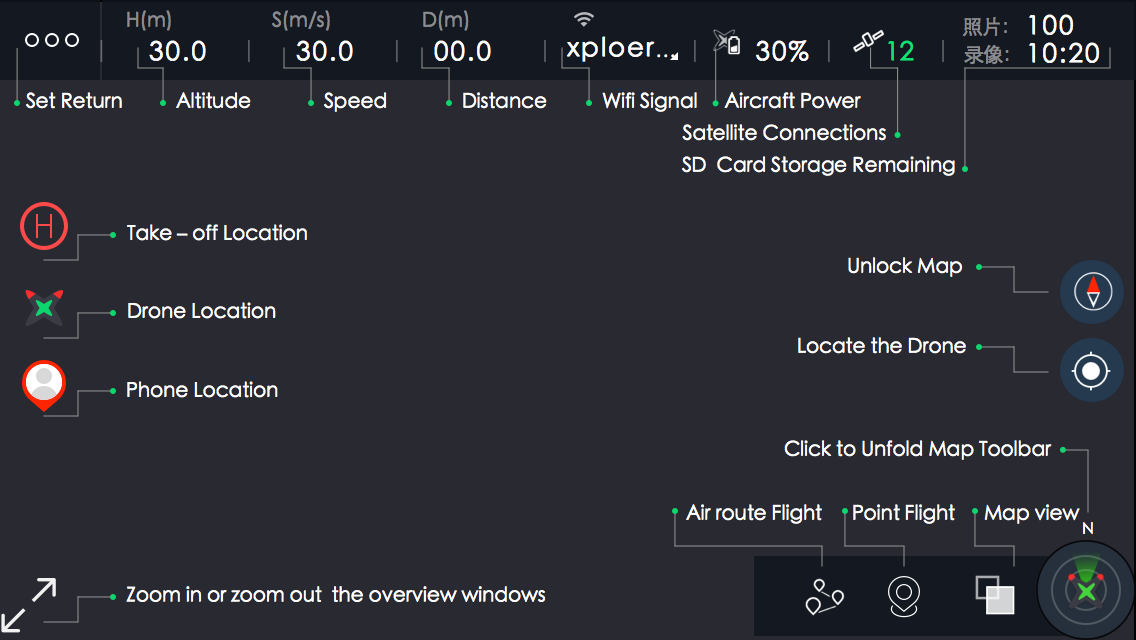 H(m) S(m/s) D(m) 照片: 100
30.0 30.0 00.0 xploer... 30% 12 录像: 10:20
Set Return Altitude Speed Distance Wifi Signal Aircraft Power
Satellite Connections
SD Card Storage Remaining
H Take – off Location
Unlock Map
Drone Location
Locate the Drone
Phone Location
Click to Unfold Map Toolbar
Air route Flight Point Flight Map view
N
Zoom in or zoom out the overview windows